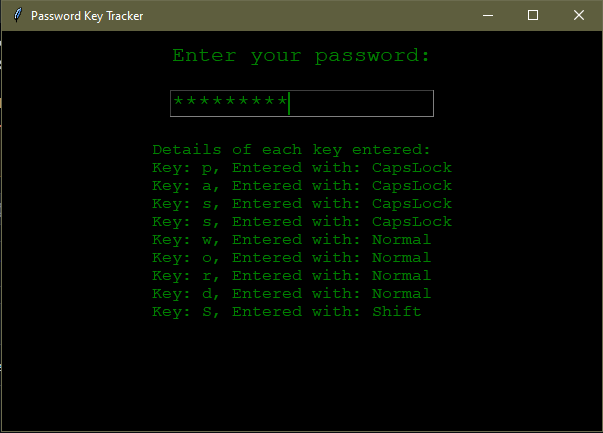 Password Key Tracker
Enter your password:
*********
Details of each key entered:
Key: p, Entered with: CapsLock
Key: a, Entered with: CapsLock
Key: s, Entered with: CapsLock
Key: s, Entered with: CapsLock
Key: w, Entered with: Normal
Key: o, Entered with: Normal
Key: r, Entered with: Normal
Key: d, Entered with: Normal
Key: S, Entered with: Shift